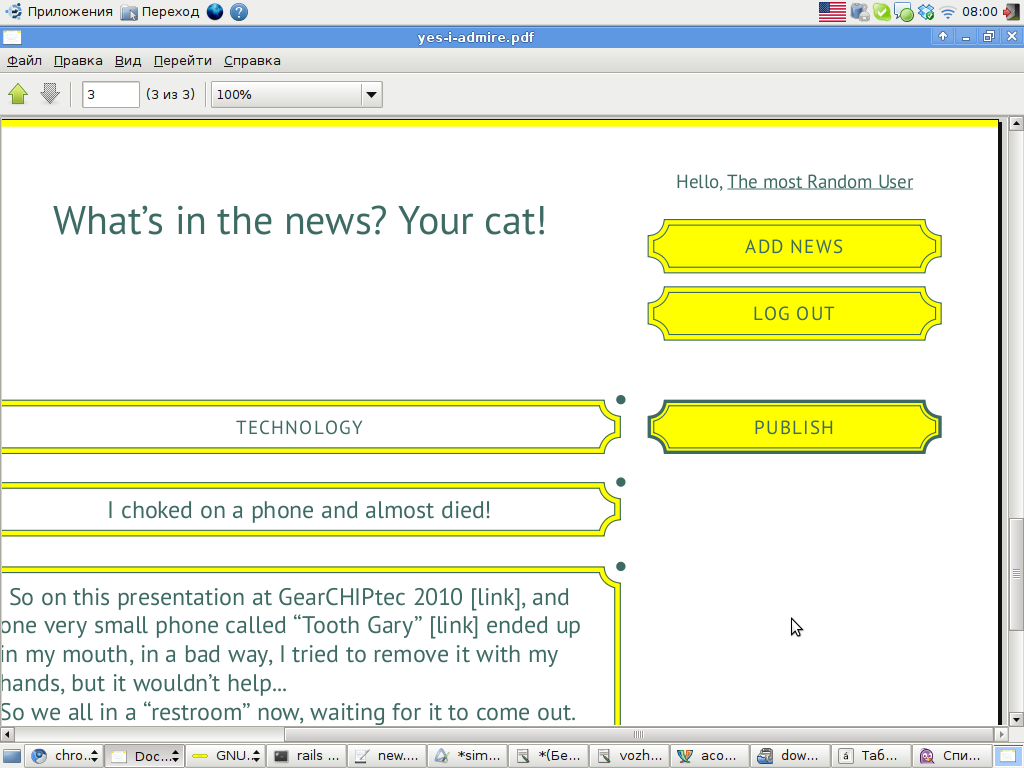 Приложения Переход 08:00
yes-i-admire.pdf
Файл Правка Вид Перейти Справка
3 (3 из 3) 100%
Hello, The most Random User
What’s in the news? Your cat!
ADD NEWS
LOG OUT
TECHNOLOGY
PUBLISH
I choked on a phone and almost died!
So on this presentation at GearCHIPtec 2010 [link], and
one very small phone called “Tooth Gary” [link] ended up
in my mouth, in a bad way, I tried to remove it with my
hands, but it wouldn’t help...
So we all in a “restroom” now, waiting for it to come out.
chro... Doc... GNU... rails ... new.... *sim... *(Бе... vozh... aco... dow... Таб... Спи...